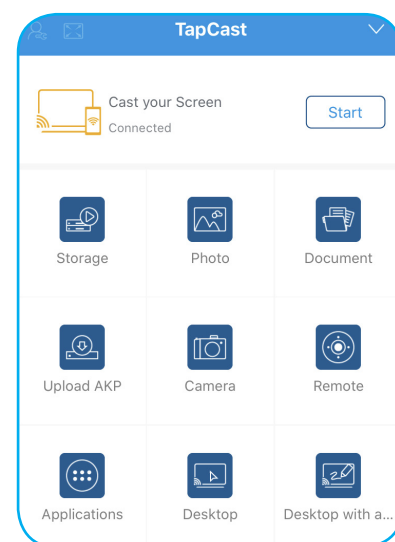 TapCast
Cast your Screen
Connected
Start
Storage
Photo
Document
Upload AKP
Camera
Remote
Applications
Desktop
Desktop with a...